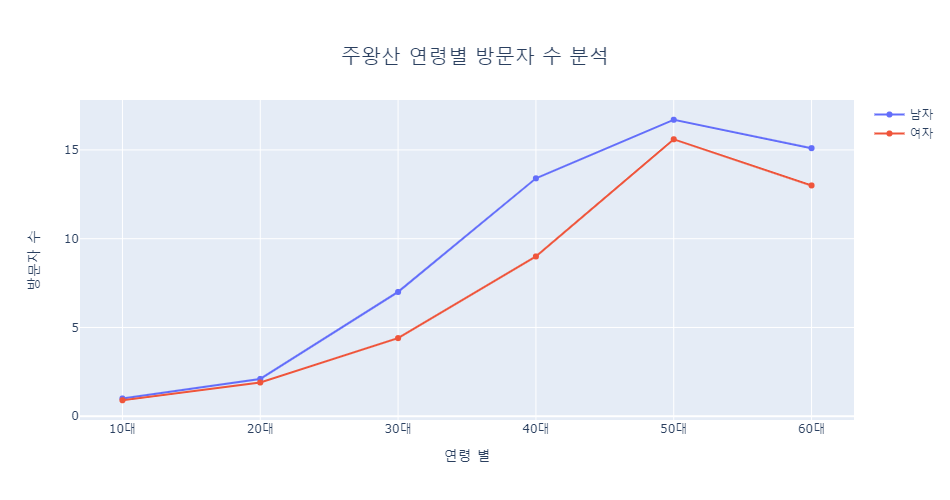 주왕산 연령별 방문자 수 분석
남자
여자
방문자 수
15
10
5
0
10대
20대
30대
40대
50대
60대
연령 별